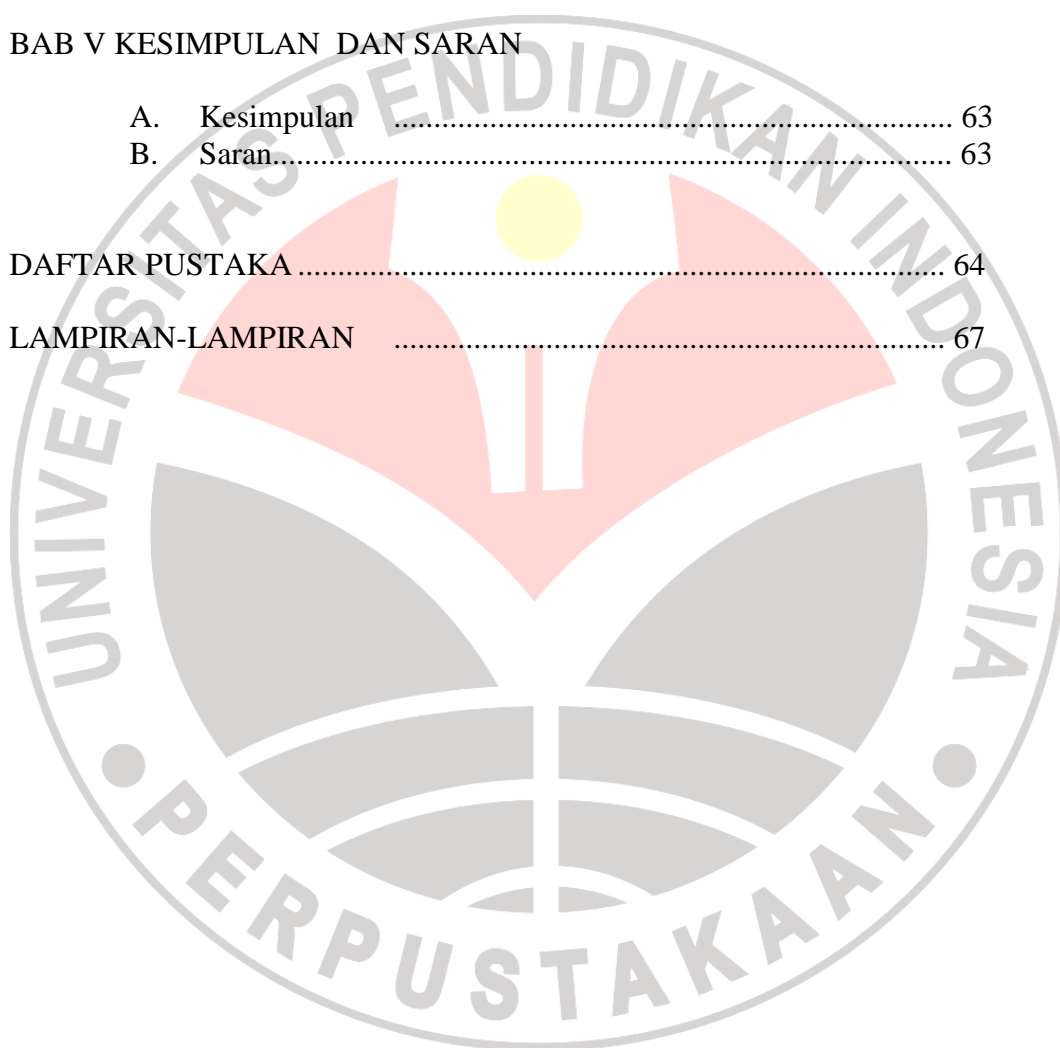 BAB V KESIMPULAN  DAN SARAN
A. Kesimpulan ...................................................................... 63
B. Saran..................................................................................... 63
DAFTAR PUSTAKA ................................................................................. 64
LAMPIRAN-LAMPIRAN ..................................................................... 67
UNIVERSITAS PENDIDIKAN INDONESIA
PERPUSTAKAAN